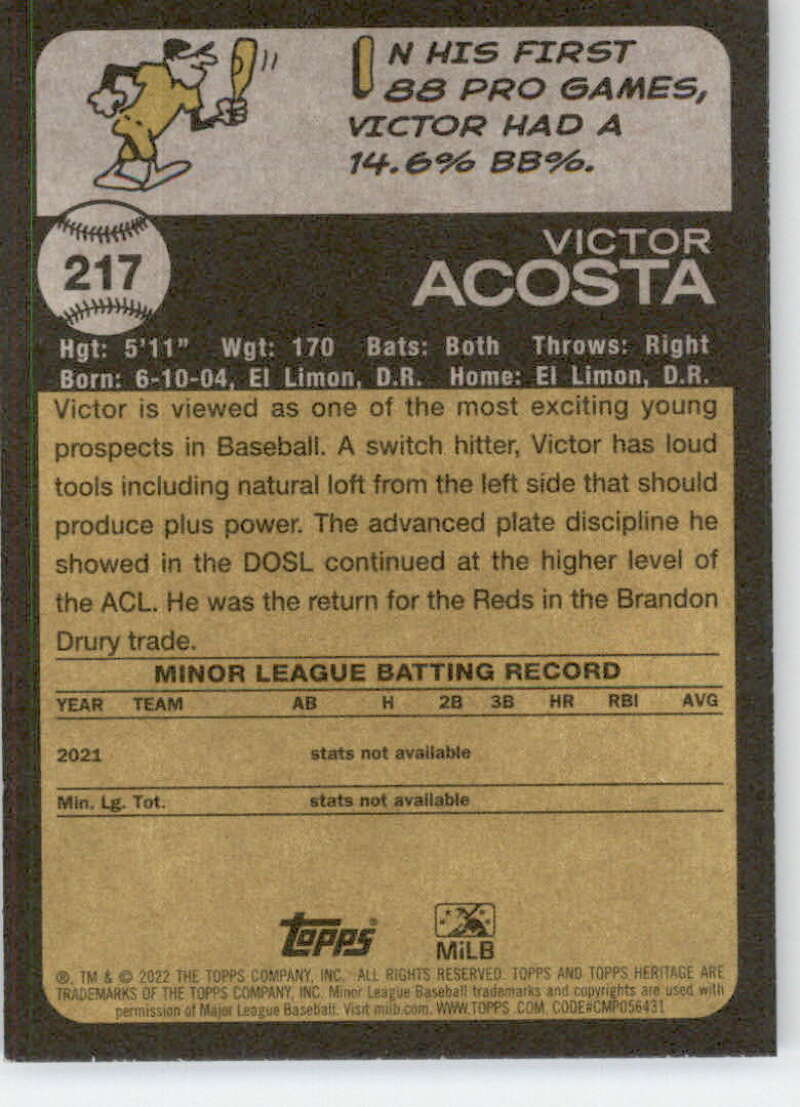 IN HIS FIRST
88 PRO GAMES,
VICTOR HAD A
14.6% BB%.
217
VICTOR
ACOSTA
Hgt: 5'11" Wgt: 170 Bats: Both Throws: Right
Born: 6-10-04, El Limon, D.R. Home: El Limon, D.R.
Victor is viewed as one of the most exciting young
prospects in Baseball. A switch hitter, Victor has loud
tools including natural loft from the left side that should
produce plus power. The advanced plate discipline he
showed in the DOSL continued at the higher level of
the ACL. He was the return for the Reds in the Brandon
Drury trade.
MINOR LEAGUE BATTING RECORD
YEAR TEAM AB H 2B 3B HR RBI AVG
2021 stats not available
Min. Lg. Tot. stats not available
topps
MiLB
®, TM & © 2022 THE TOPPS COMPANY, INC. ALL RIGHTS RESERVED. TOPPS AND TOPPS HERITAGE ARE
TRADEMARKS OF THE TOPPS COMPANY, INC. Minor League Baseball trademarks and copyrights are used with
permission of Major League Baseball. Visit milb.com. WWW.TOPPS.COM. CODE#CMP056431